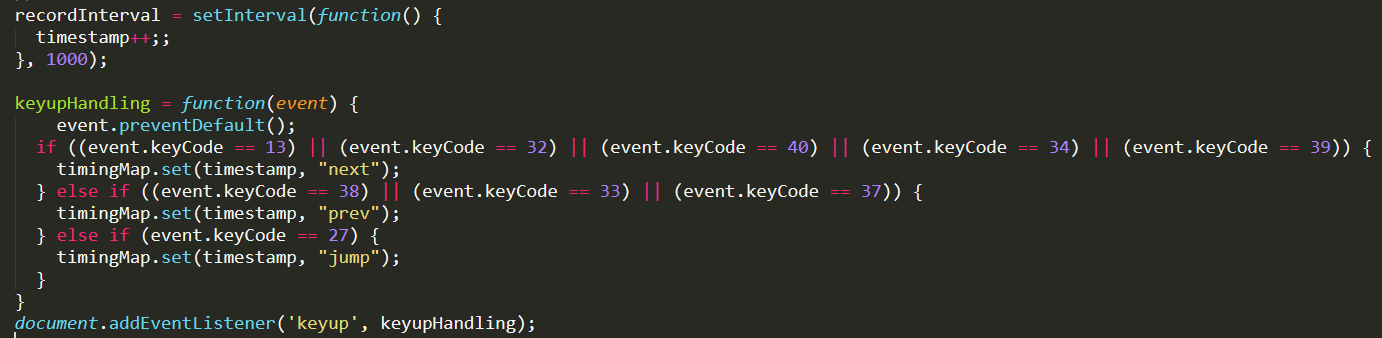 recordInterval = setInterval(function() {
  timestamp++;;
}, 1000);

keyupHandling = function(event) {
    event.preventDefault();
  if ((event.keyCode == 13) || (event.keyCode == 32) || (event.keyCode == 40) || (event.keyCode == 34) || (event.keyCode == 39)) {
    timingMap.set(timestamp, "next");
  } else if ((event.keyCode == 38) || (event.keyCode == 33) || (event.keyCode == 37)) {
    timingMap.set(timestamp, "prev");
  } else if (event.keyCode == 27) {
    timingMap.set(timestamp, "jump");
  }
}
document.addEventListener('keyup', keyupHandling);